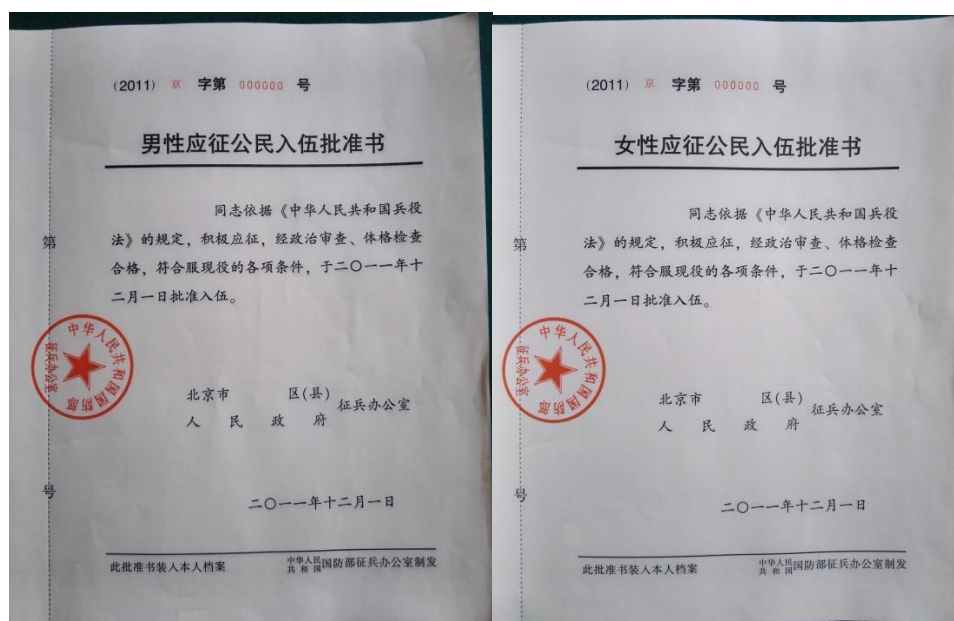 (2011) 京 字第 000000 号
男性应征公民入伍批准书
同志依据《中华人民共和国兵役
法》的规定，积极应征，经政治审查、体格检查
合格，符合服现役的各项条件，于二〇一一年十
二月一日批准入伍。
第
中华人民共和国国防部
征兵办公室
北京市 区(县)
人民政府 征兵办公室
号
二〇一一年十二月一日
此批准书装入本人档案 中华人民共和国国防部征兵办公室制发
(2011) 京 字第 000000 号
女性应征公民入伍批准书
同志依据《中华人民共和国兵役
法》的规定，积极应征，经政治审查、体格检查
合格，符合服现役的各项条件，于二〇一一年十
二月一日批准入伍。
第
中华人民共和国国防部
征兵办公室
北京市 区(县)
人民政府 征兵办公室
号
二〇一一年十二月一日
此批准书装入本人档案 中华人民共和国国防部征兵办公室制发